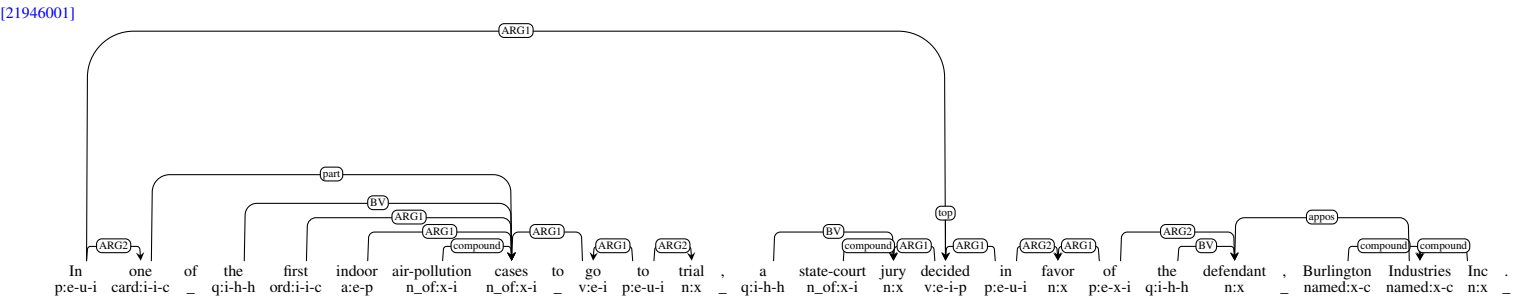 [21946001]
ARG1
part
BV
ARG1
top
appos
ARG1 ARG1 BV ARG2
ARG2 compound ARG1 ARG2 compound ARG1 ARG1 ARG2 ARG1 BV compound compound
In one of the first indoor air-pollution cases to go to trial , a state-court jury decided in favor of the defendant , Burlington Industries Inc .
p:e-u-i card:i-i-c _ q:i-h-h ord:i-i-c a:e-p n_of:x-i n_of:x-i _ v:e-i p:e-u-i n:x _ q:i-h-h n_of:x-i n:x v:e-i-p p:e-u-i n:x p:e-x-i q:i-h-h n:x _ named:x-c named:x-c n:x _